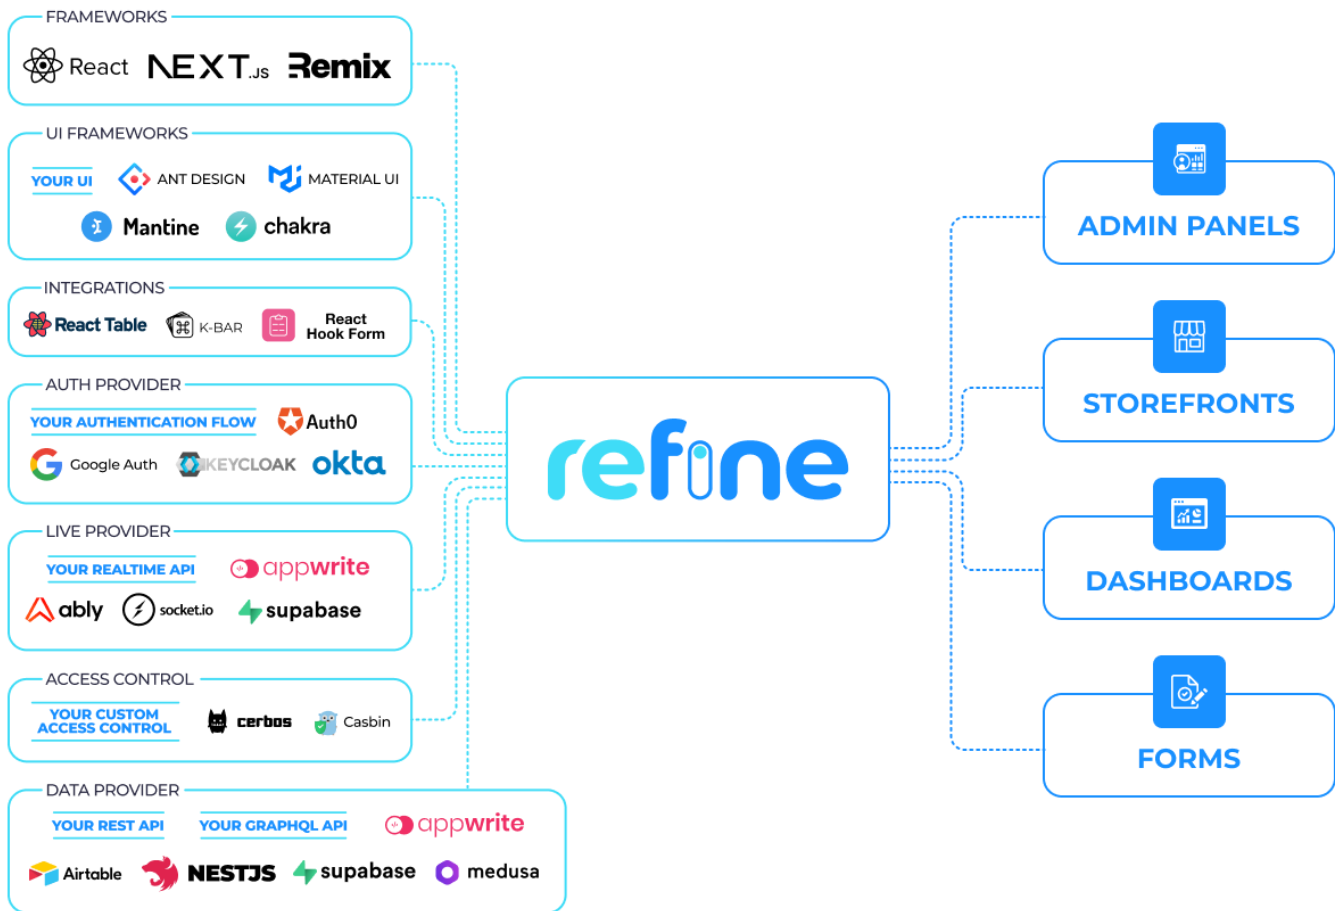 FRAMEWORKS
React NEXT.JS Remix
UI FRAMEWORKS
YOUR UI ANT DESIGN MATERIAL UI
Mantine chakra
INTEGRATIONS
React Table K-BAR React
Hook Form
AUTH PROVIDER
YOUR AUTHENTICATION FLOW Auth0
Google Auth KEYCLOAK okta
LIVE PROVIDER
YOUR REALTIME API appwrite
ably socket.io supabase
ACCESS CONTROL
YOUR CUSTOM
ACCESS CONTROL cerbos Casbin
DATA PROVIDER
YOUR REST API YOUR GRAPHQL API appwrite
Airtable NESTJS supabase medusa
refine
ADMIN PANELS
STOREFRONTS
DASHBOARDS
FORMS